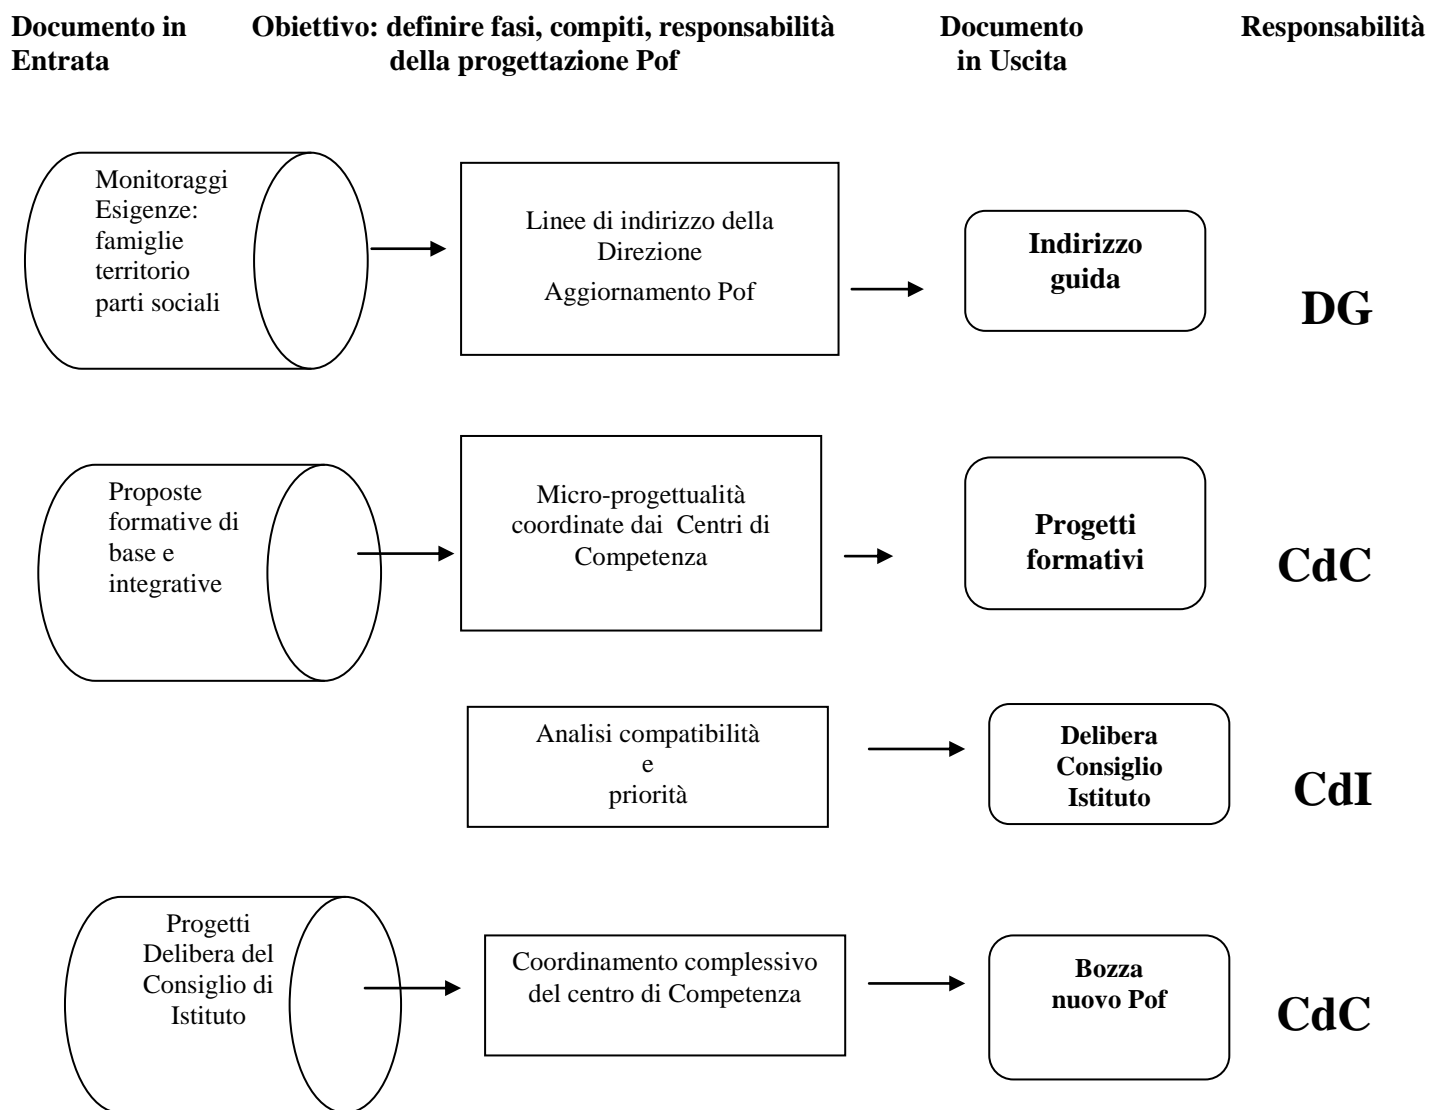 Documento in Entrata
Obiettivo: definire fasi, compiti, responsabilità
della progettazione Pof
Documento
in Uscita
Responsabilità
Monitoraggi
Esigenze:
famiglie
territorio
parti sociali
Linee di indirizzo della
Direzione
Aggiornamento Pof
Indirizzo
guida
DG
Proposte
formative di
base e
integrative
Micro-progettualità
coordinate dai Centri di
Competenza
Progetti
formativi
CdC
Analisi compatibilità
e
priorità
Delibera
Consiglio
Istituto
CdI
Progetti
Delibera del
Consiglio di
Istituto
Coordinamento complessivo
del centro di Competenza
Bozza
nuovo Pof
CdC